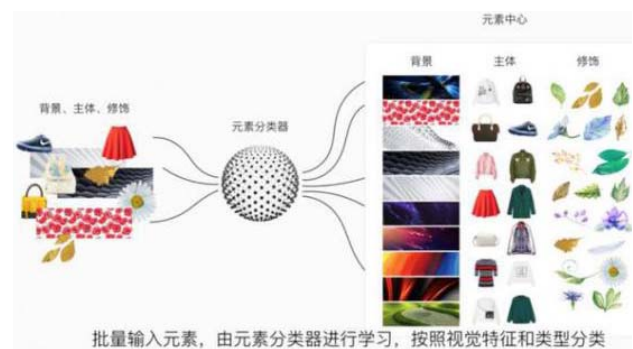 元素中心
背景 主体 修饰
背景、主体、修饰
元素分类器
批量输入元素，由元素分类器进行学习，按照视觉特征和类型分类